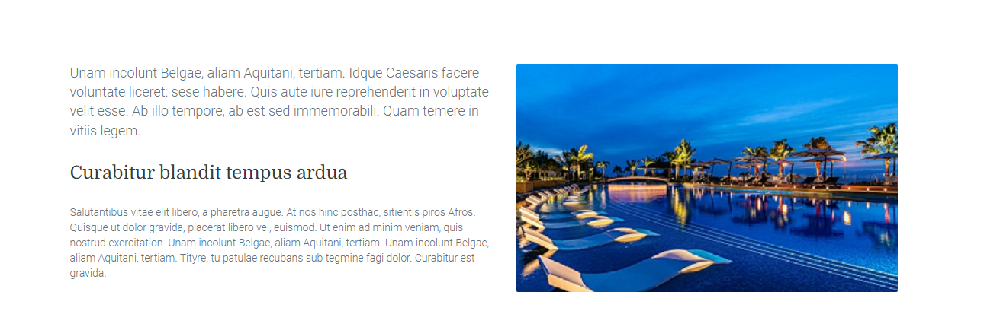 Unam incolunt Belgae, aliam Aquitani, tertiam. Idque Caesaris facere
voluntate liceret: sese habere. Quis aute iure reprehenderit in voluptate
velit esse. Ab illo tempore, ab est sed immemorabili. Quam temere in
vitiis legem.
Curabitur blandit tempus ardua
Salutantibus vitae elit libero, a pharetra augue. At nos hinc posthac, sitientis piros Afros.
Quisque ut dolor gravida, placerat libero vel, euismod. Ut enim ad minim veniam, quis
nostrud exercitation. Unam incolunt Belgae, aliam Aquitani, tertiam. Unam incolunt Belgae,
aliam Aquitani, tertiam. Tityre, tu patulae recubans sub tegmine fagi dolor. Curabitur est
gravida.